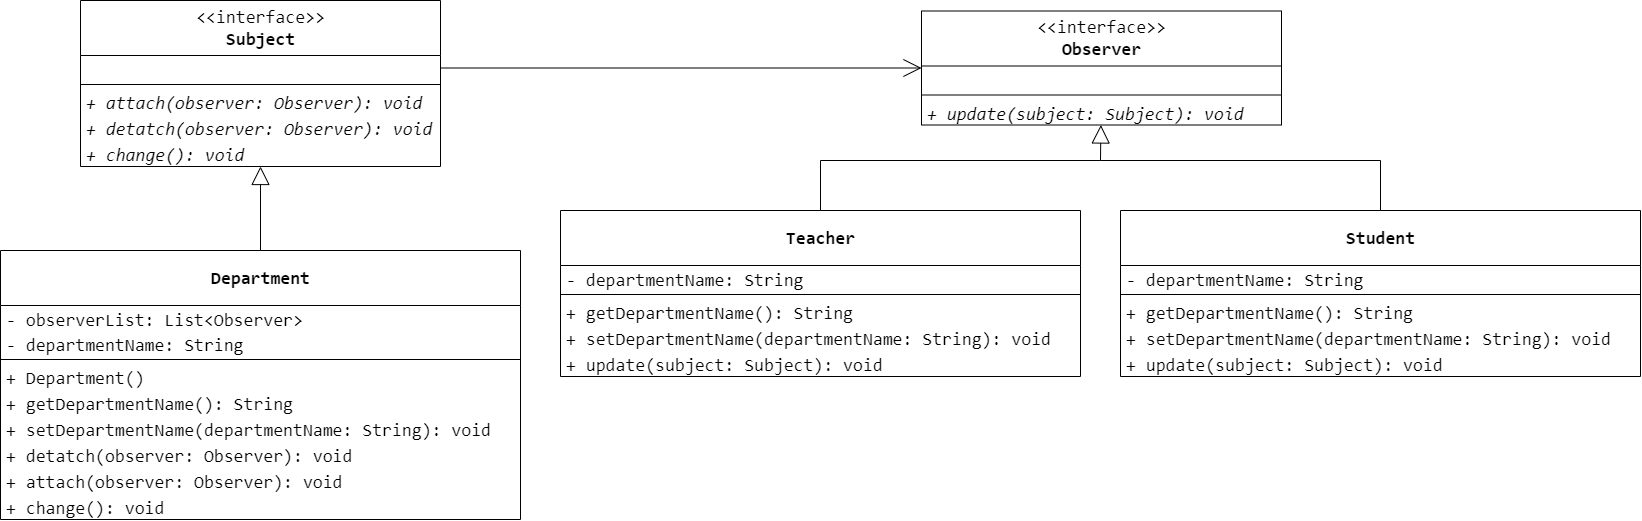 <<interface>>
Subject
+ attach(observer: Observer): void
+ detatch(observer: Observer): void
+ change(): void
<<interface>>
Observer
+ update(subject: Subject): void
Department
- observerList: List<Observer>
- departmentName: String
+ Department()
+ getDepartmentName(): String
+ setDepartmentName(departmentName: String): void
+ detatch(observer: Observer): void
+ attach(observer: Observer): void
+ change(): void
Teacher
- departmentName: String
+ getDepartmentName(): String
+ setDepartmentName(departmentName: String): void
+ update(subject: Subject): void
Student
- departmentName: String
+ getDepartmentName(): String
+ setDepartmentName(departmentName: String): void
+ update(subject: Subject): void